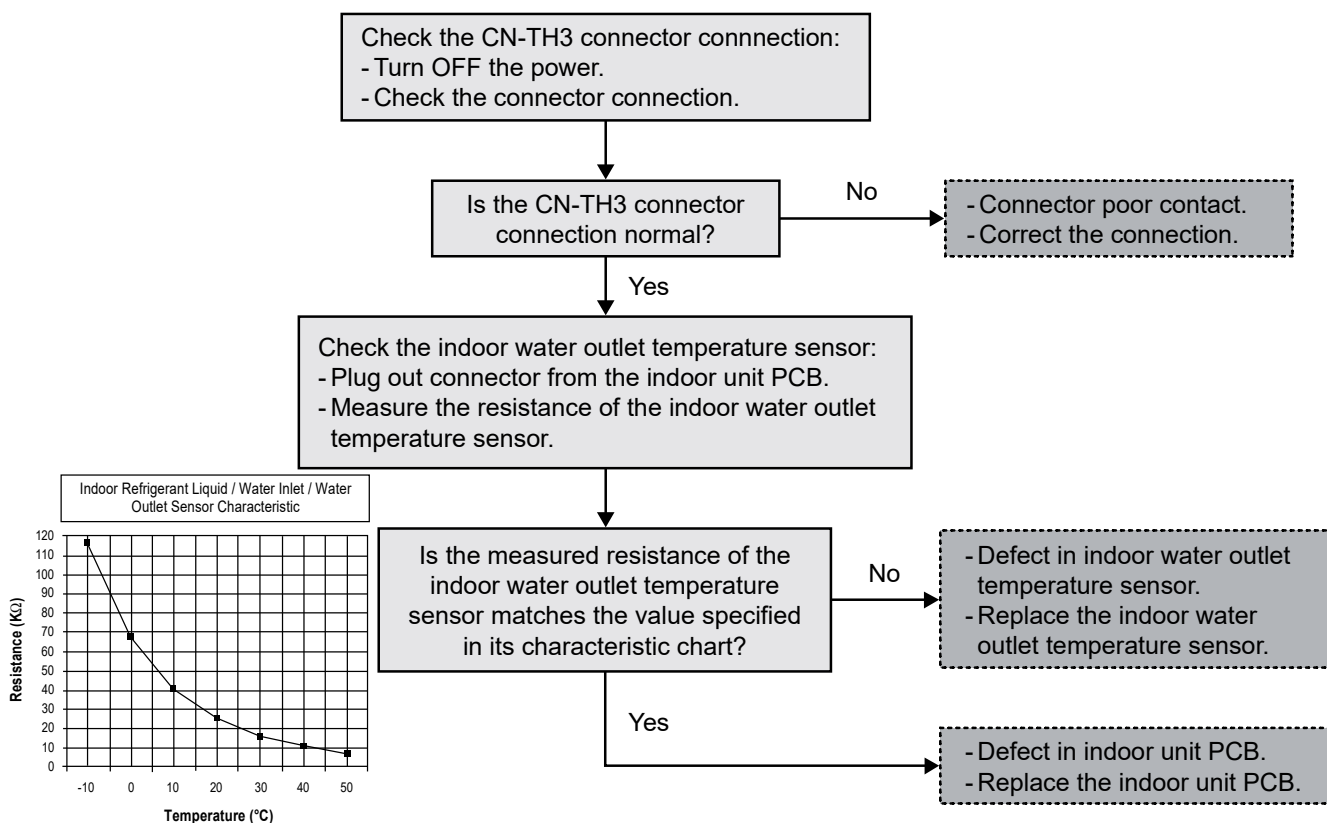 Check the CN-TH3 connector connnection:
- Turn OFF the power.
- Check the connector connection.
Is the CN-TH3 connector
connection normal?
No
- Connector poor contact.
- Correct the connection.
Yes
Check the indoor water outlet temperature sensor:
- Plug out connector from the indoor unit PCB.
- Measure the resistance of the indoor water outlet
temperature sensor.
Indoor Refrigerant Liquid / Water Inlet / Water
Outlet Sensor Characteristic
120
110
100
90
80
70
60
50
40
30
20
10
0
Resistance (KΩ)
-10 0 10 20 30 40 50
Temperature (°C)
Is the measured resistance of the
indoor water outlet temperature
sensor matches the value specified
in its characteristic chart?
No
- Defect in indoor water outlet
temperature sensor.
- Replace the indoor water
outlet temperature sensor.
Yes
- Defect in indoor unit PCB.
- Replace the indoor unit PCB.